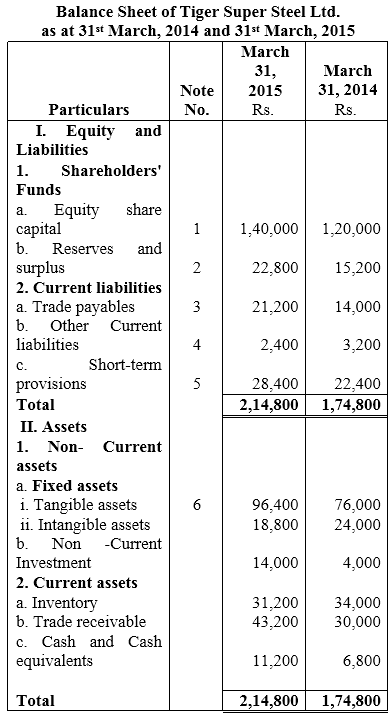 Balance Sheet of Tiger Super Steel Ltd.
as at 31st March, 2014 and 31st March, 2015
Particulars Note No. March 31, 2015 Rs. March 31, 2014 Rs.
I. Equity and Liabilities
1. Shareholders' Funds
a. Equity share capital 1 1,40,000 1,20,000
b. Reserves and surplus 2 22,800 15,200
2. Current liabilities
a. Trade payables 3 21,200 14,000
b. Other Current liabilities 4 2,400 3,200
c. Short-term provisions 5 28,400 22,400
Total 2,14,800 1,74,800
II. Assets
1. Non- Current assets
a. Fixed assets
i. Tangible assets 6 96,400 76,000
ii. Intangible assets 18,800 24,000
b. Non -Current Investment 14,000 4,000
2. Current assets
a. Inventory 31,200 34,000
b. Trade receivable 43,200 30,000
c. Cash and Cash equivalents 11,200 6,800
Total 2,14,800 1,74,800